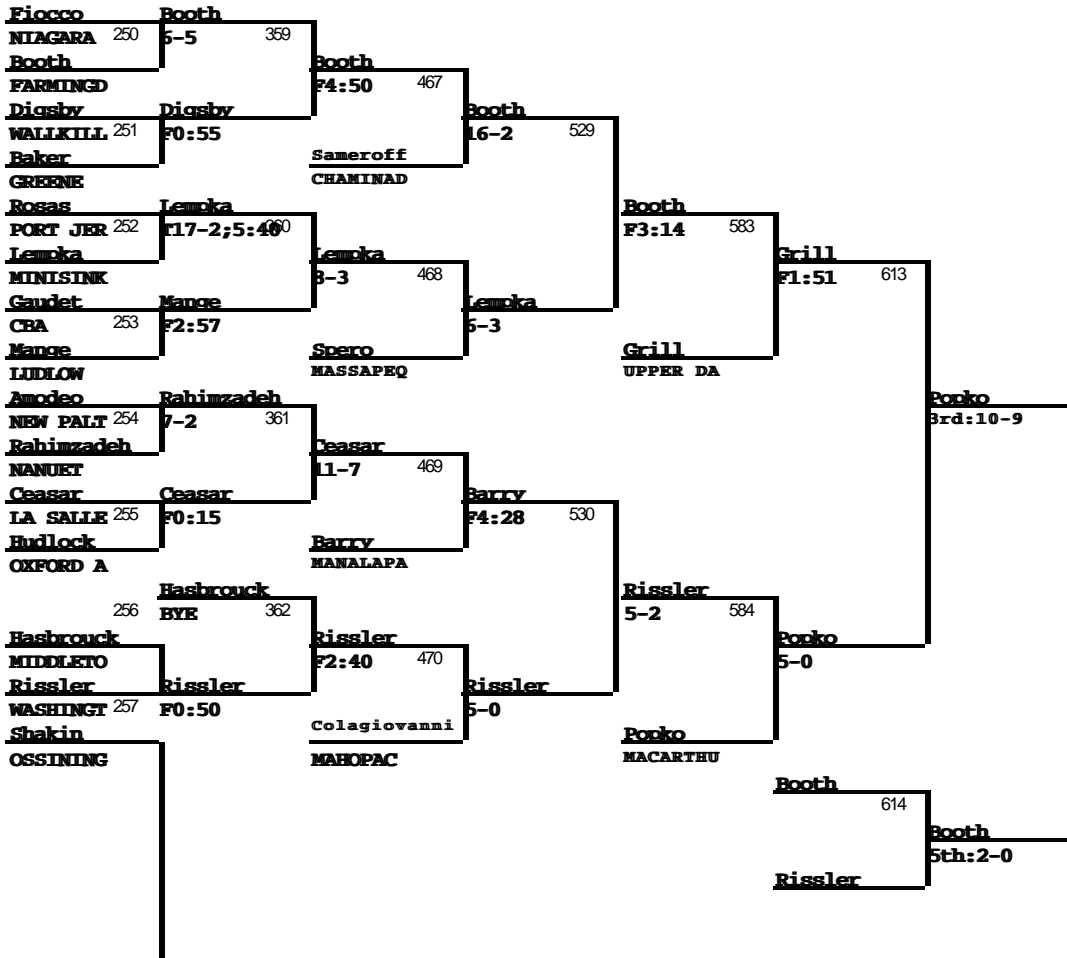 Fiocco Booth
NIAGARA 250 6-5 359
Booth Booth
FARMINGD F4:50 467
Digsby Digsby Booth
WALLKILL 251 F0:55 16-2 529
Baker Sameroff
GREENE CHAMINAD
Rosas Lempka Booth
PORT JER 252 T17-2;5:46 360 F3:14 583
Lempka Lempka Grill
MINISINK 8-3 468 F1:51 613
Gaudet Mange Lempka
CBA 253 F2:57 6-3
Mange Spero Grill
LUDLOW MASSAPEQ UPPER DA
Amodeo Rahimzadeh Popko
NEW PALT 254 7-2 361 3rd:10-9
Rahimzadeh Ceasar
NANUET 11-7 469
Ceasar Ceasar Barry
LA SALLE 255 F0:15 F4:28 530
Hudlock Barry
OXFORD A MANALAPA
Hasbrouck Rissler
256 BYE 362 5-2 584
Hasbrouck Rissler Popko
MIDDLETO F2:40 470 5-0
Rissler Rissler Rissler
WASHINGT 257 F0:50 5-0
Shakin Colagiovanni Popko
OSSINING MAHOPAC MACARTHU
Booth
614
Booth
5th:2-0
Rissler